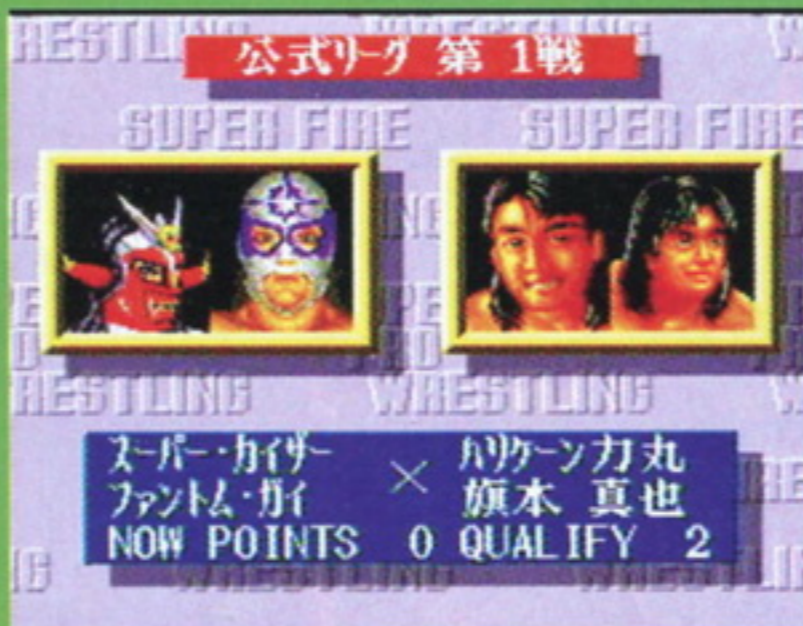 公式リーグ 第 1戦
SUPER FIRE SUPER FIRE
WRESTLING WRESTLING
スーパー・カイザー × ハリケーン力丸
ファントム・ガイ 旗本 真也
NOW POINTS 0 QUALIFY 2